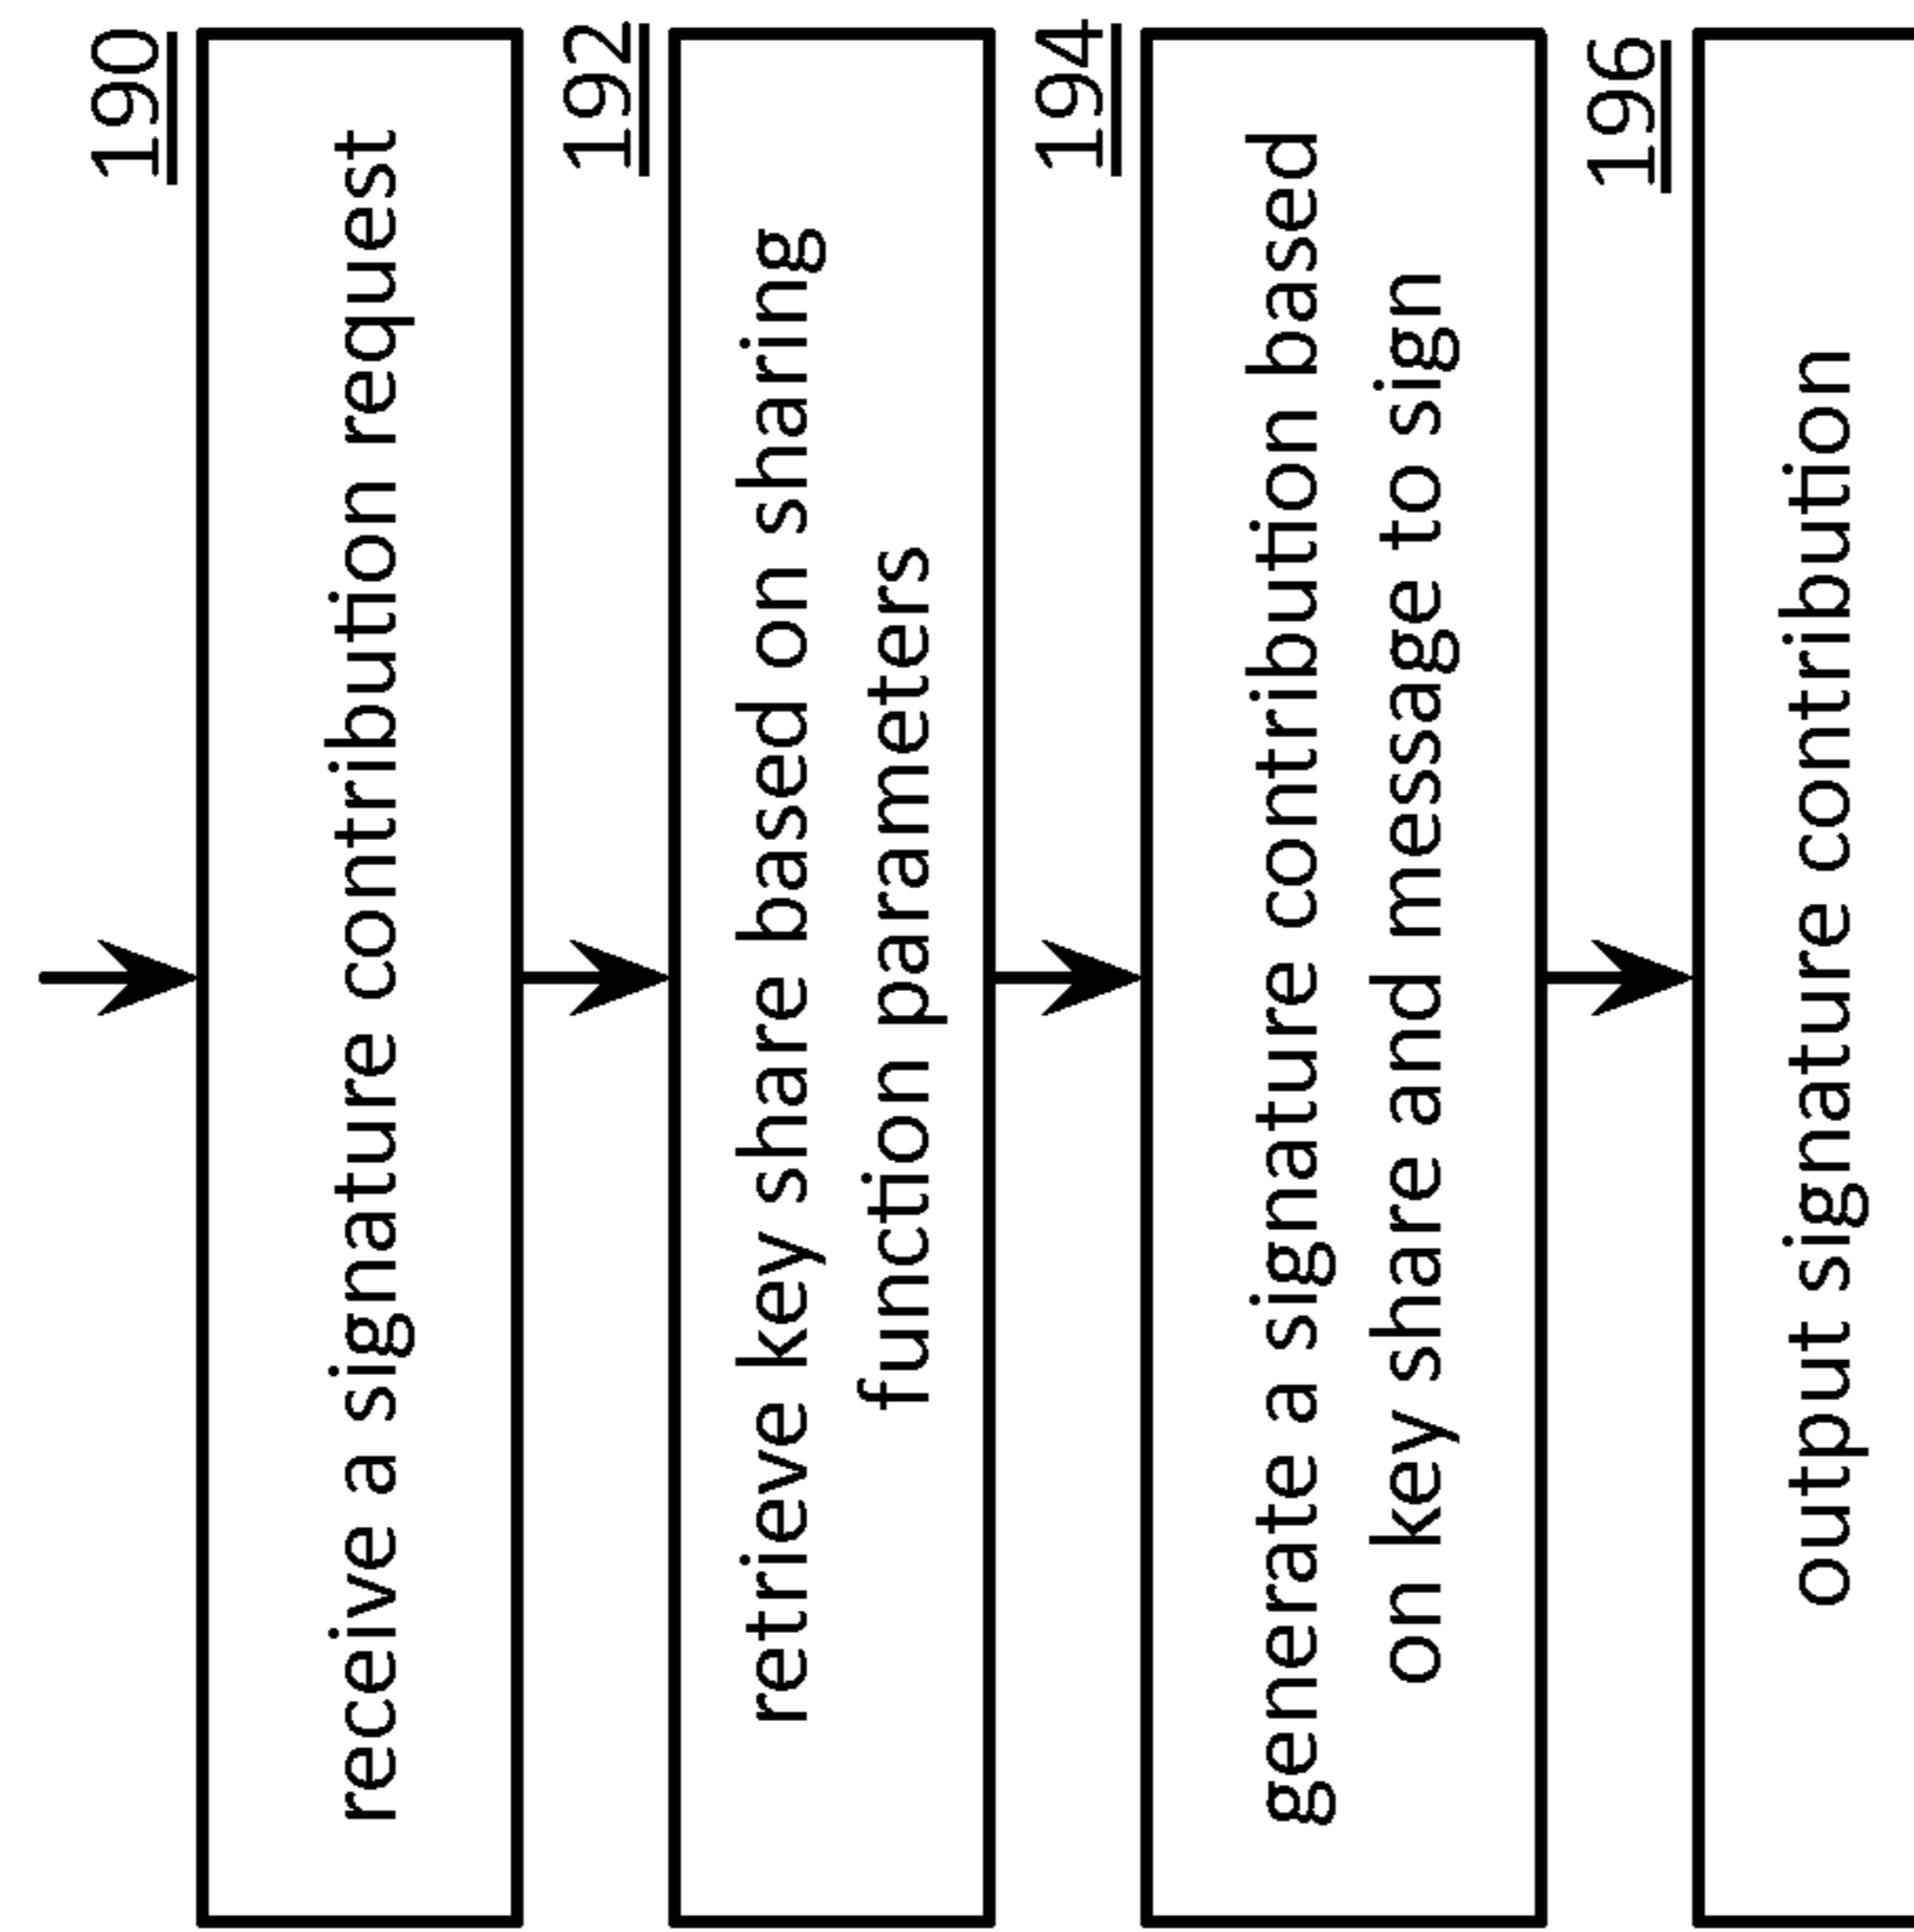 190
receive a signature contribution request
192
retrieve key share based on sharing
function parameters
194
generate a signature contribution based
on key share and message to sign
196
output signature contribution